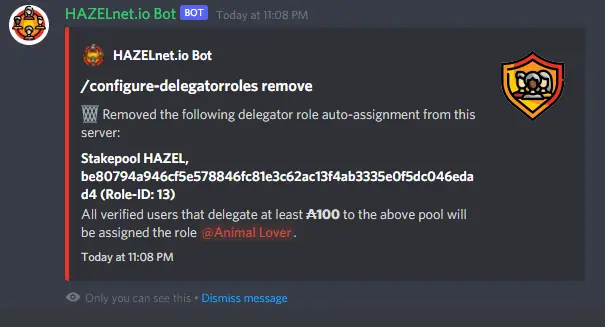 HAZELnet.io Bot BOT Today at 11:08 PM
HAZELnet.io Bot
/configure-delegatorroles remove
Removed the following delegator role auto-assignment from this
server:
Stakepool HAZEL,
be80794a946cf5e578846fc81e3c62ac13f4ab3335e0f5dc046eda
d4 (Role-ID: 13)
All verified users that delegate at least ₳100 to the above pool will
be assigned the role @Animal Lover.
Today at 11:08 PM
Only you can see this • Dismiss message